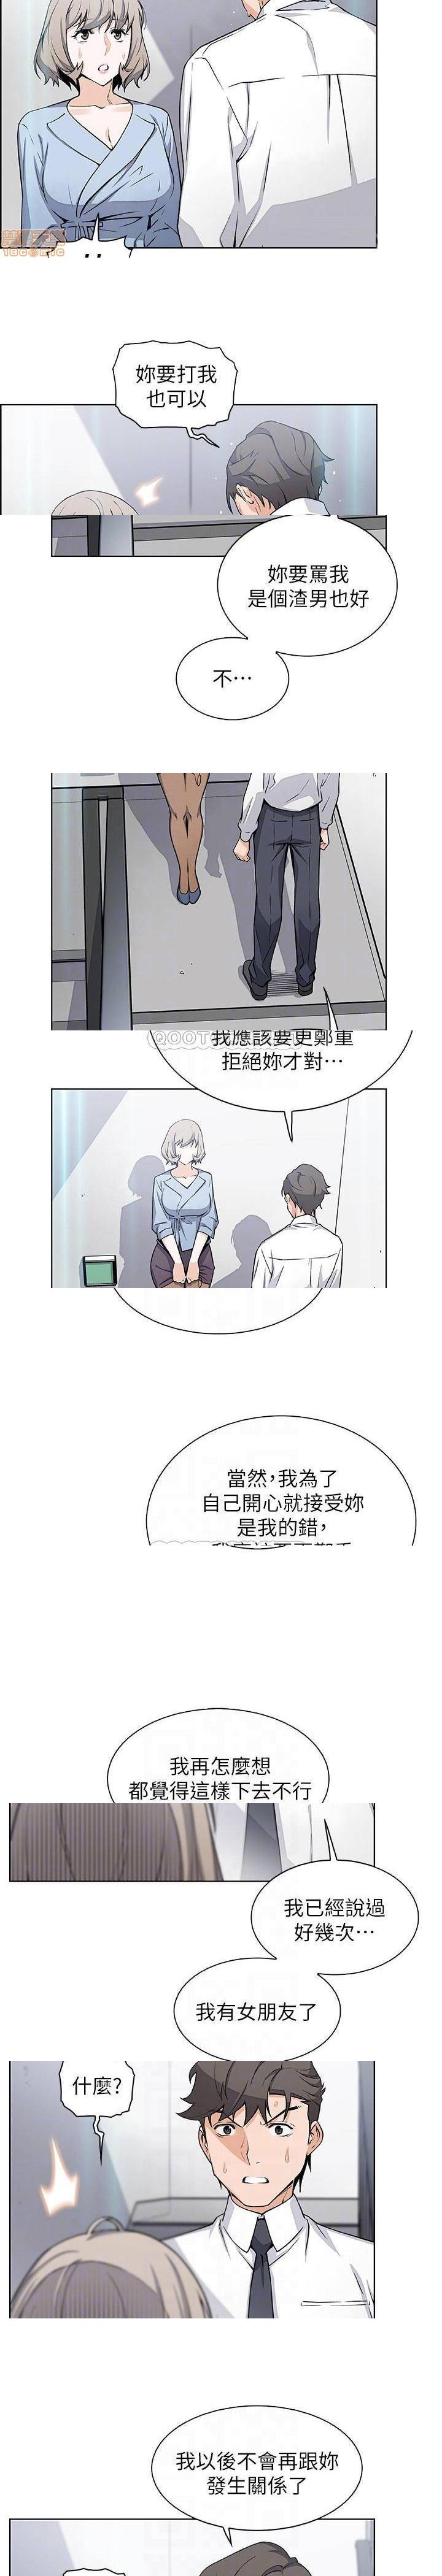 妳要打我
也可以
妳要罵我
是個渣男也好
不…
我應該要更鄭重
拒絕妳才對…
當然,我為了
自己開心就接受妳
是我的錯,
我再怎麼想
都覺得這樣下去不行
我已經說過
好幾次…
我有女朋友了
什麼?
我以後不會再跟妳
發生關係了